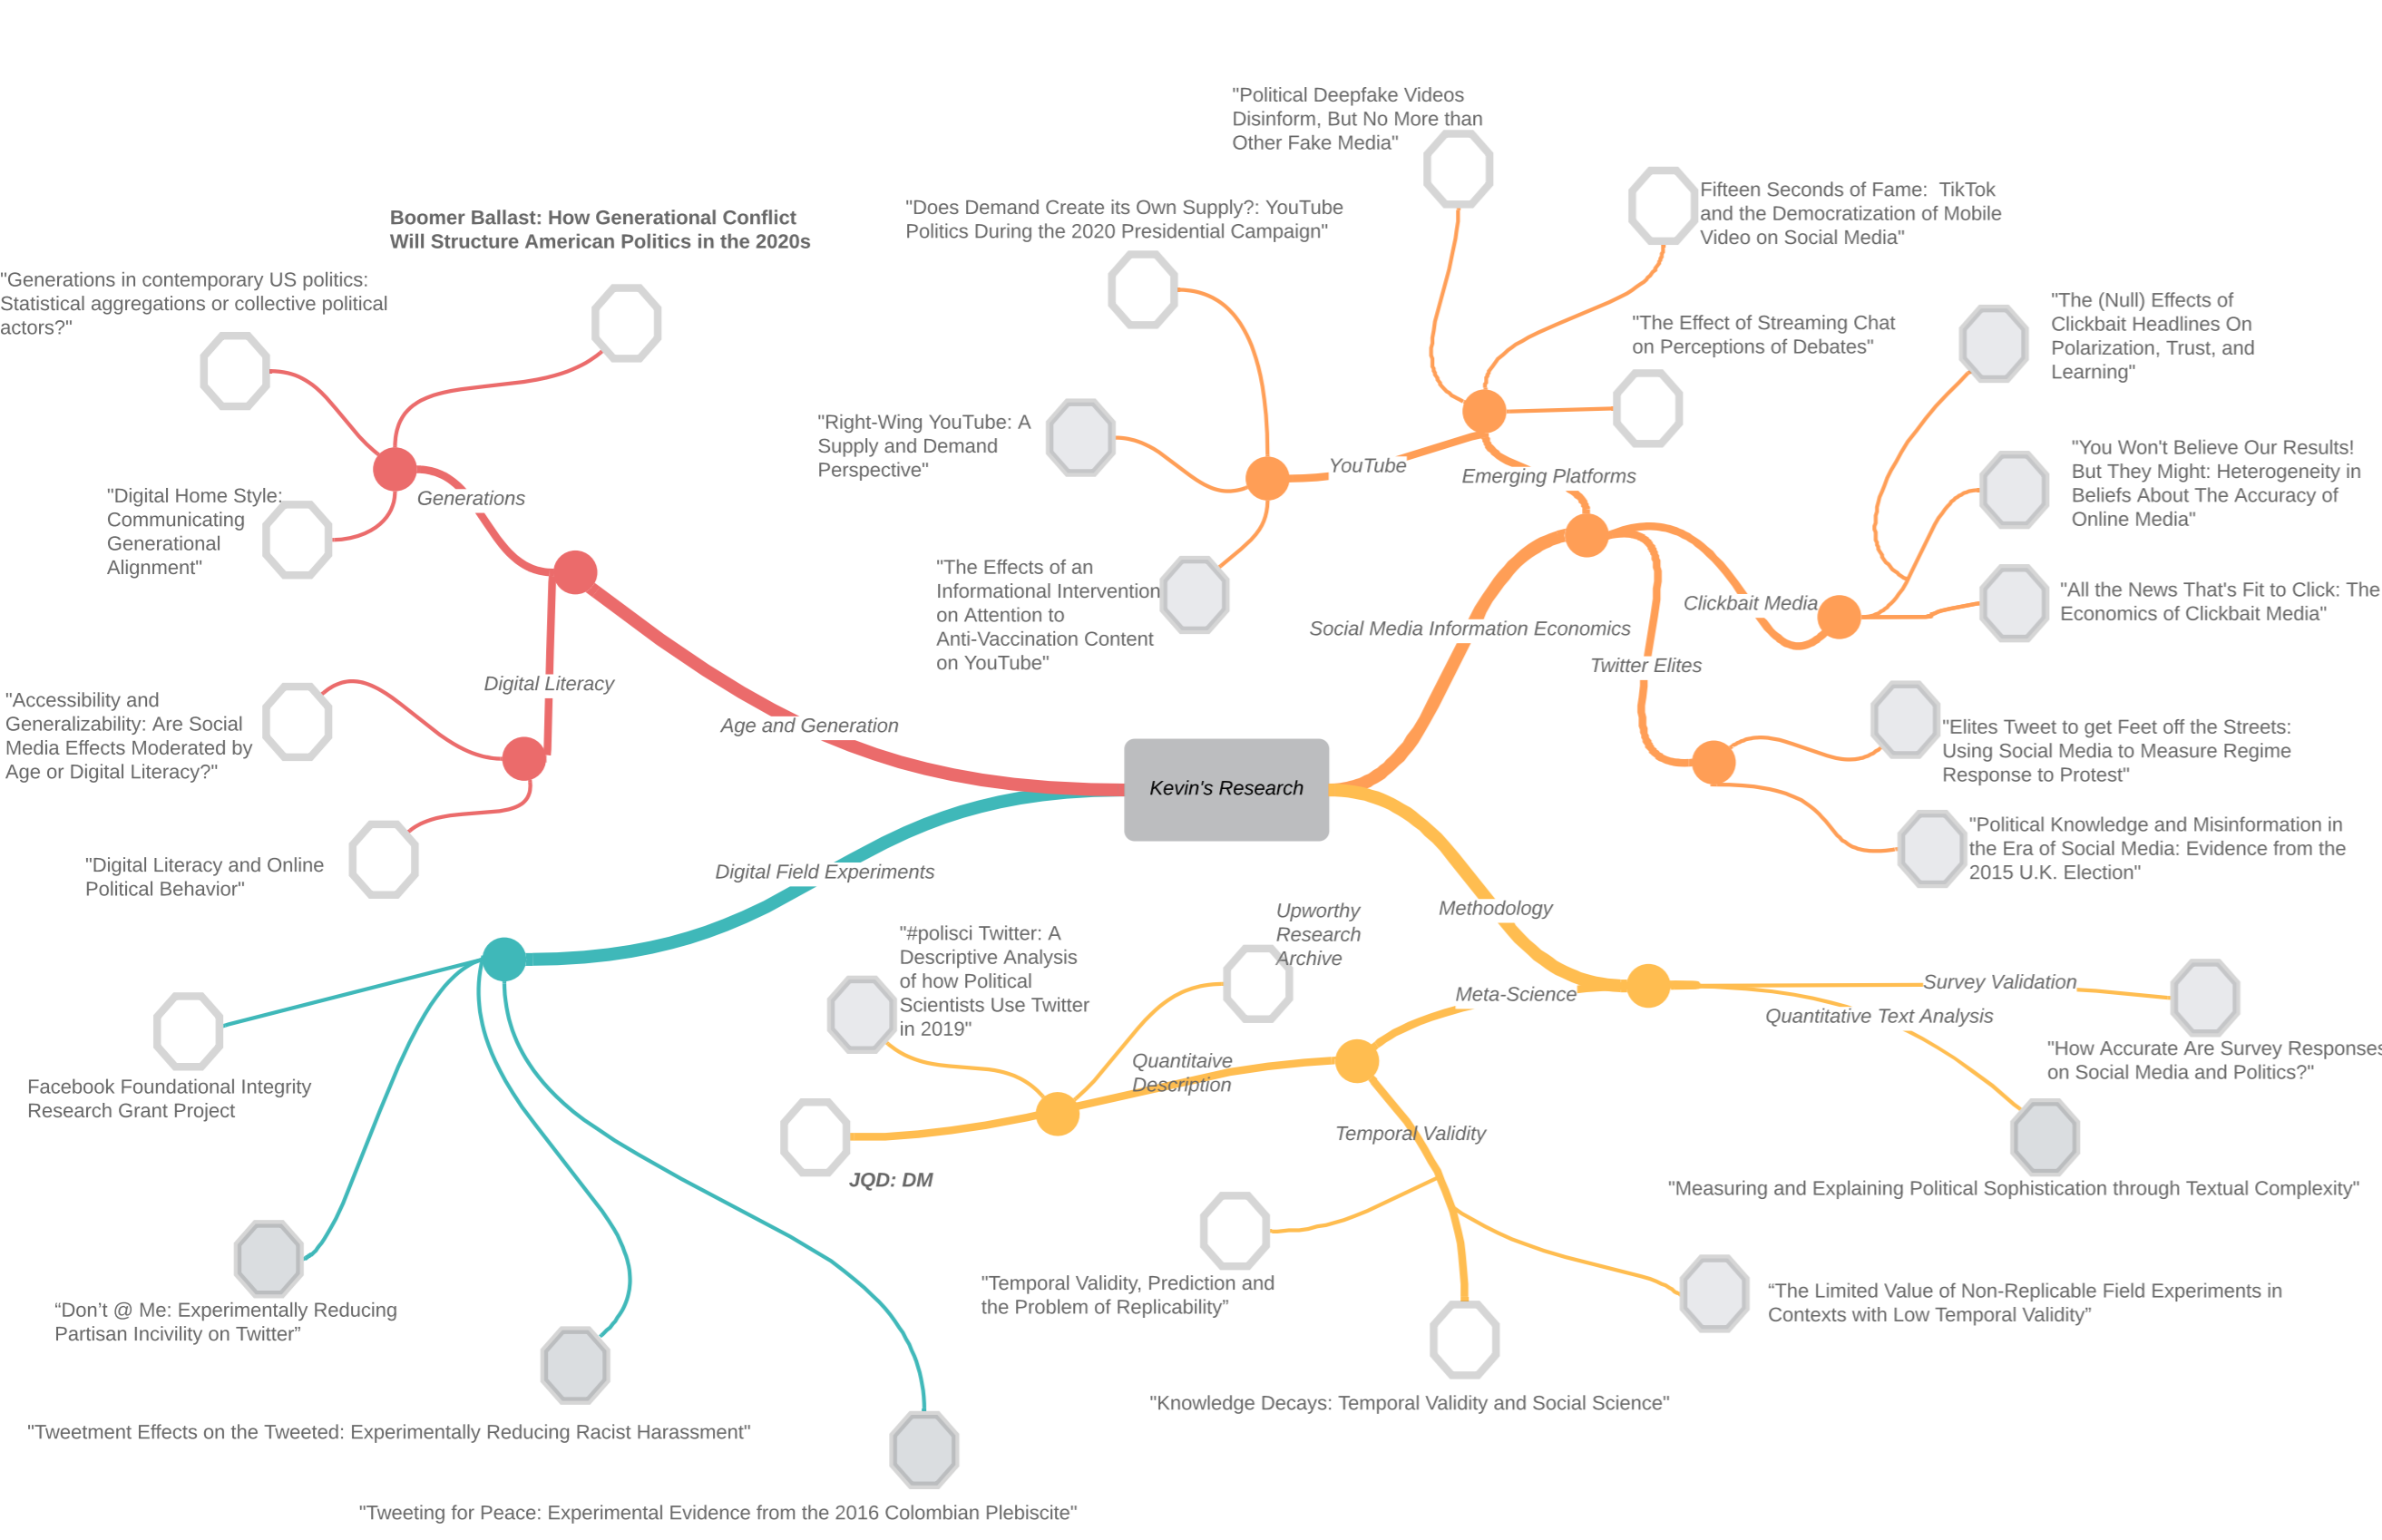 "Political Deepfake Videos
Disinform, But No More than
Other Fake Media"
Fifteen Seconds of Fame:  TikTok
and the Democratization of Mobile
Video on Social Media"
"Does Demand Create its Own Supply?: YouTube
Politics During the 2020 Presidential Campaign"
Boomer Ballast: How Generational Conflict
Will Structure American Politics in the 2020s
"Generations in contemporary US politics:
Statistical aggregations or collective political
actors?"
"The (Null) Effects of
Clickbait Headlines On
Polarization, Trust, and
Learning"
"The Effect of Streaming Chat
on Perceptions of Debates"
"Right-Wing YouTube: A
Supply and Demand
Perspective"
YouTube
Emerging Platforms
"You Won't Believe Our Results!
But They Might: Heterogeneity in
Beliefs About The Accuracy of
Online Media"
"Digital Home Style:
Communicating
Generational
Alignment"
Generations
"The Effects of an
Informational Intervention
on Attention to
Anti-Vaccination Content
on YouTube"
"All the News That's Fit to Click: The
Economics of Clickbait Media"
Clickbait Media
Social Media Information Economics
Twitter Elites
Digital Literacy
"Accessibility and
Generalizability: Are Social
Media Effects Moderated by
Age or Digital Literacy?"
Age and Generation
"Elites Tweet to get Feet off the Streets:
Using Social Media to Measure Regime
Response to Protest"
Kevin's Research
"Political Knowledge and Misinformation in
the Era of Social Media: Evidence from the
2015 U.K. Election"
"Digital Literacy and Online
Political Behavior"
Digital Field Experiments
Methodology
Upworthy
Research
Archive
"#polisci Twitter: A
Descriptive Analysis
of how Political
Scientists Use Twitter
in 2019"
Survey Validation
Meta-Science
Quantitative Text Analysis
"How Accurate Are Survey Responses
on Social Media and Politics?"
Quantitaive
Description
Facebook Foundational Integrity
Research Grant Project
Temporal Validity
JQD: DM
"Measuring and Explaining Political Sophistication through Textual Complexity"
"Temporal Validity, Prediction and
the Problem of Replicability”
“The Limited Value of Non-Replicable Field Experiments in
Contexts with Low Temporal Validity”
“Don’t @ Me: Experimentally Reducing
Partisan Incivility on Twitter”
"Knowledge Decays: Temporal Validity and Social Science"
"Tweetment Effects on the Tweeted: Experimentally Reducing Racist Harassment"
"Tweeting for Peace: Experimental Evidence from the 2016 Colombian Plebiscite"